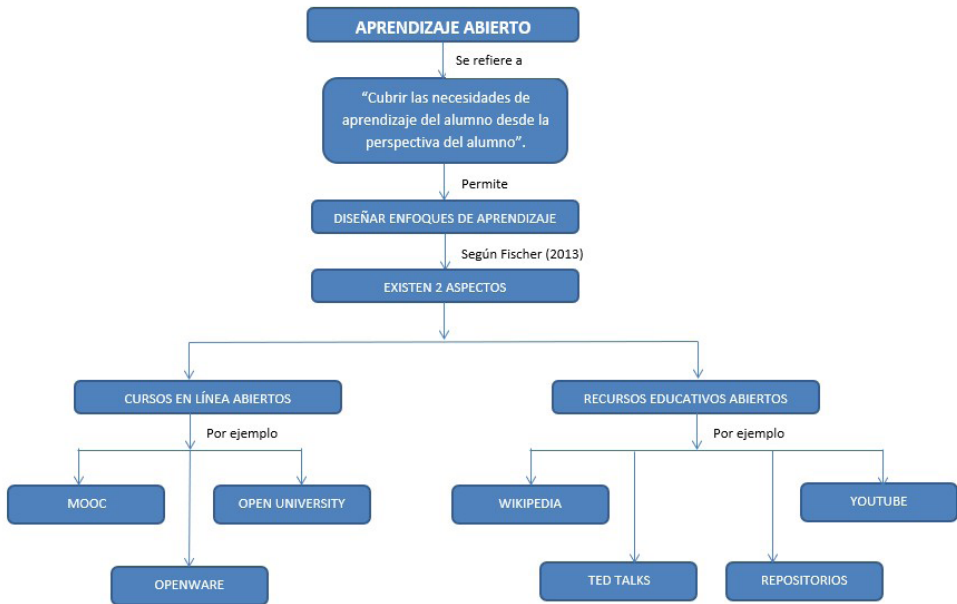 APRENDIZAJE ABIERTO
Se refiere a
“Cubrir las necesidades de
aprendizaje del alumno desde la
perspectiva del alumno”.
Permite
DISEÑAR ENFOQUES DE APRENDIZAJE
Según Fischer (2013)
EXISTEN 2 ASPECTOS
CURSOS EN LÍNEA ABIERTOS
RECURSOS EDUCATIVOS ABIERTOS
Por ejemplo
Por ejemplo
MOOC
OPEN UNIVERSITY
WIKIPEDIA
YOUTUBE
OPENWARE
TED TALKS
REPOSITORIOS